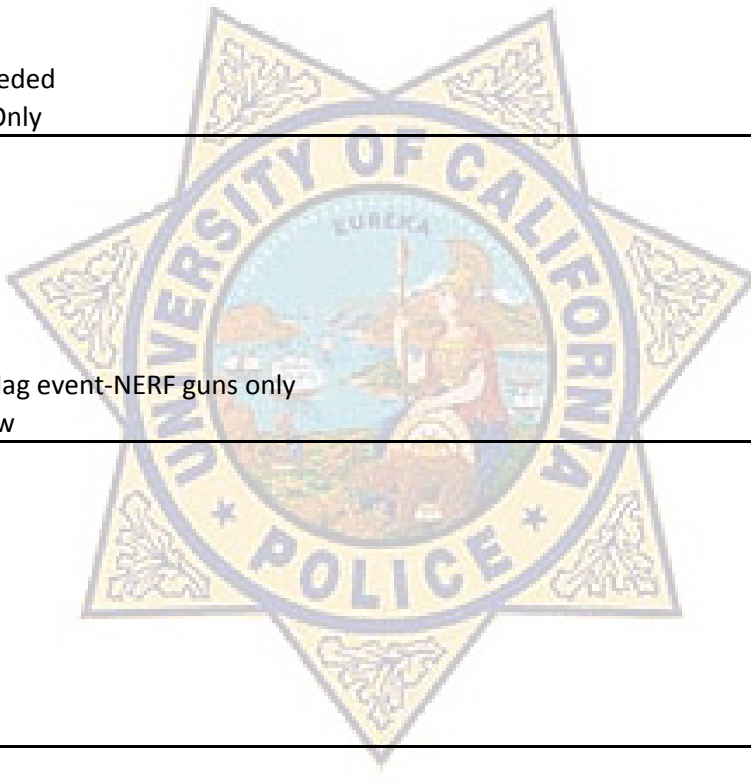 eded
Only
UNIVERSITY OF CALIFORNIA
EUREKA
lag event-NERF guns only
w
POLICE